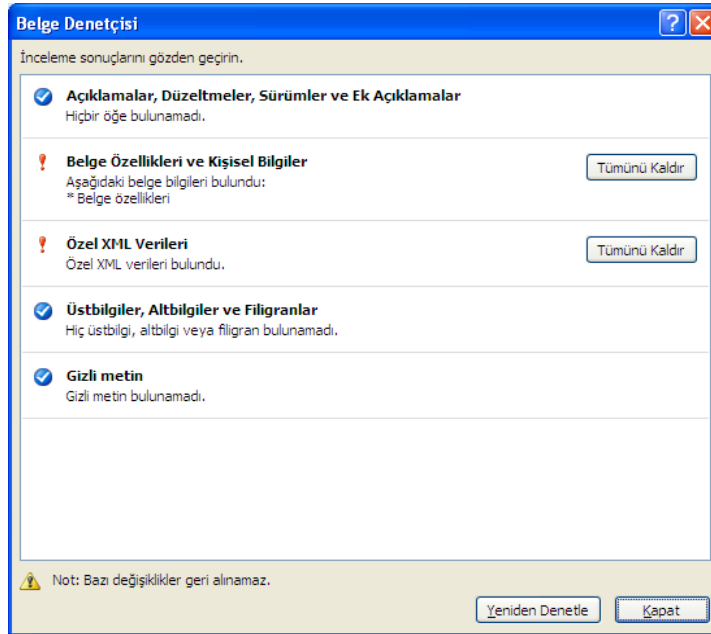 Belge Denetçisi
İnceleme sonuçlarını gözden geçirin.
Açıklamalar, Düzeltmeler, Sürümler ve Ek Açıklamalar
Hiçbir öğe bulunamadı.
Belge Özellikleri ve Kişisel Bilgiler
Tümünü Kaldır
Aşağıdaki belge bilgileri bulundu:
* Belge özellikleri
Özel XML Verileri
Tümünü Kaldır
Özel XML verileri bulundu.
Üstbilgiler, Altbilgiler ve Filigranlar
Hiç üstbilgi, altbilgi veya filigran bulunamadı.
Gizli metin
Gizli metin bulunamadı.
Not: Bazı değişiklikler geri alınamaz.
Yeniden Denetle
Kapat